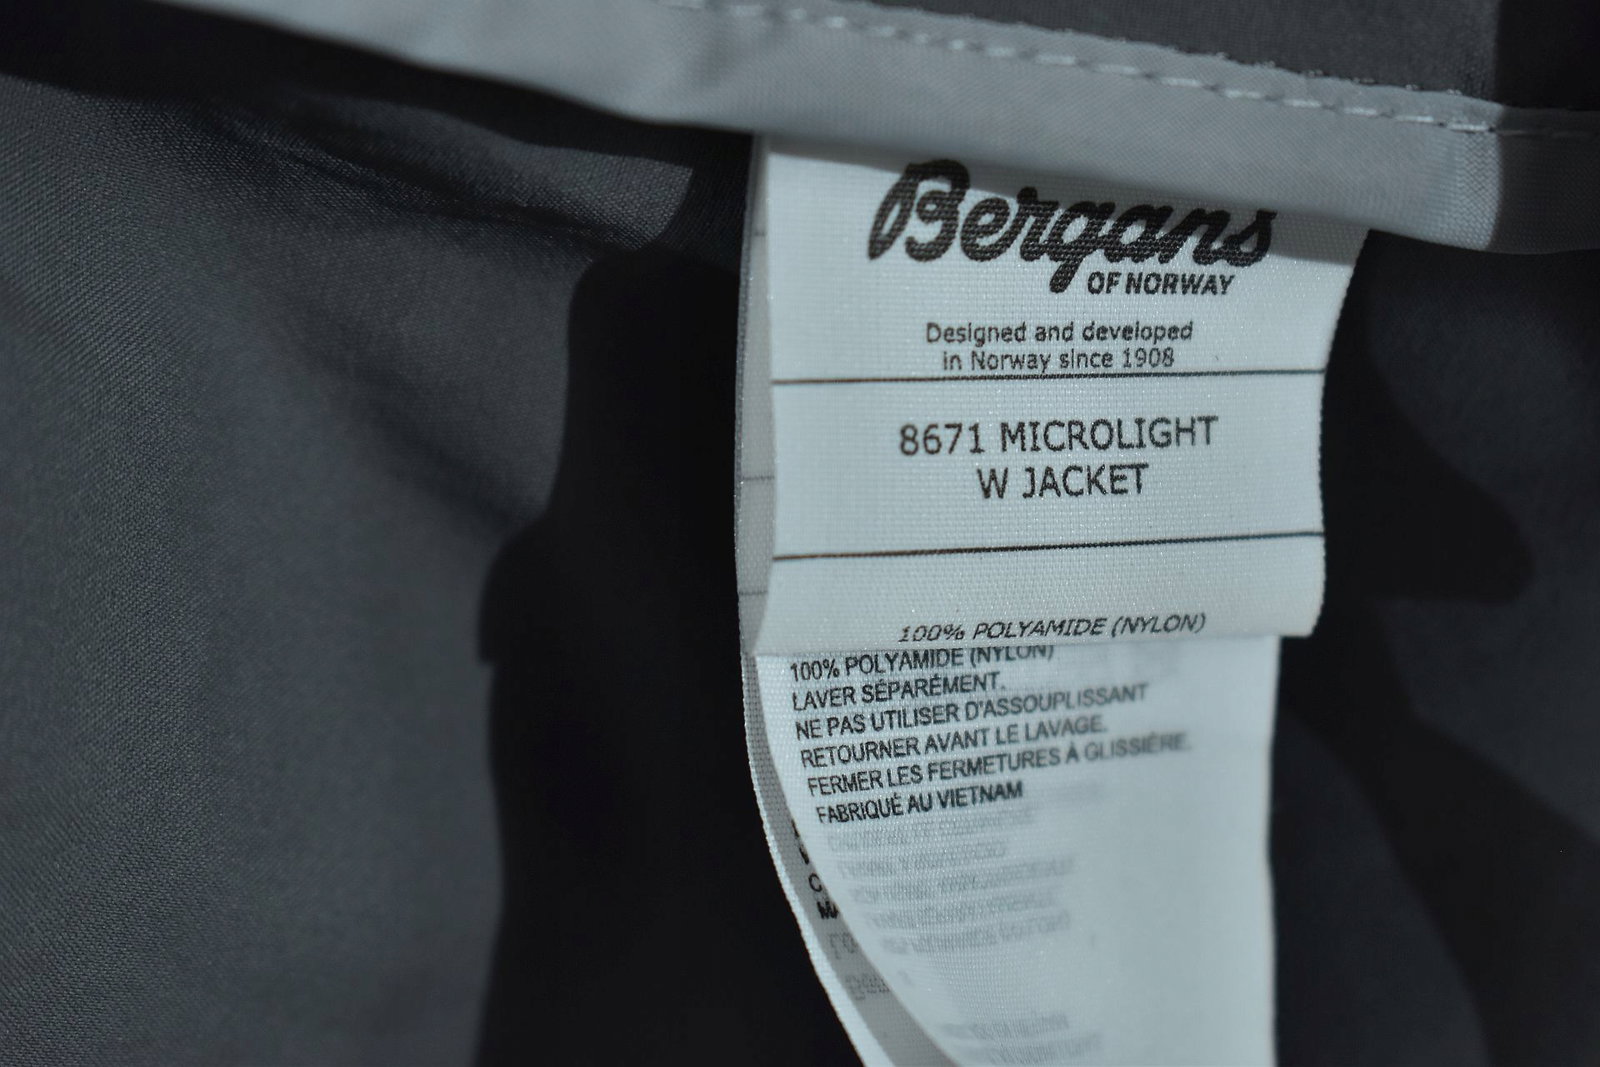 Bergans
OF NORWAY
Designed and developed
in Norway since 1908
8671 MICROLIGHT
W JACKET
100% POLYAMIDE (NYLON)
100% POLYAMIDE (NYLON)
LAVER SÉPARÉMENT.
NE PAS UTILISER D'ASSOUPLISSANT
RETOURNER AVANT LE LAVAGE.
FERMER LES FERMETURES À GLISSIÈRE.
FABRIQUÉ AU VIETNAM